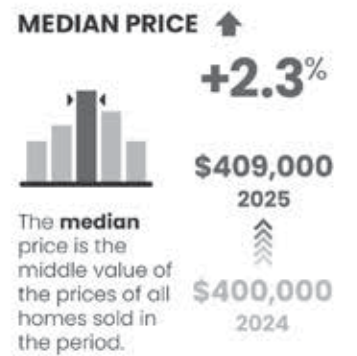 MEDIAN PRICE
+2.3%
$409,000
2025
$400,000
2024
The median
price is the
middle value of
the prices of all
homes sold in
the period.